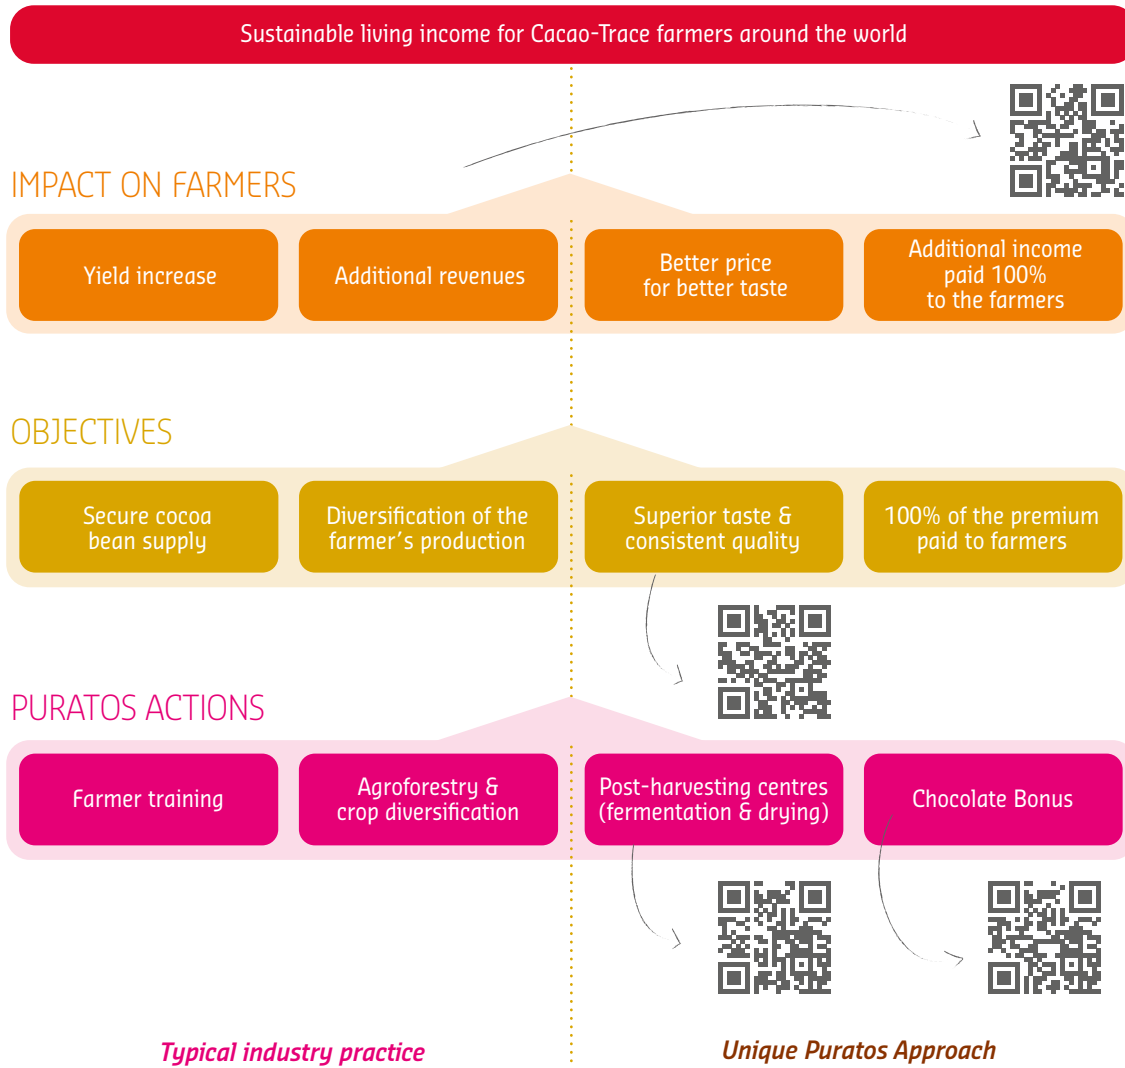 Sustainable living income for Cacao-Trace farmers around the world
IMPACT ON FARMERS
Yield increase
Additional revenues
Better price
for better taste
Additional income
paid 100%
to the farmers
OBJECTIVES
Secure cocoa
bean supply
Diversification of the
farmer's production
Superior taste &
consistent quality
100% of the premium
paid to farmers
PURATOS ACTIONS
Farmer training
Agroforestry &
crop diversification
Post-harvesting centres
(fermentation & drying)
Chocolate Bonus
Typical industry practice
Unique Puratos Approach